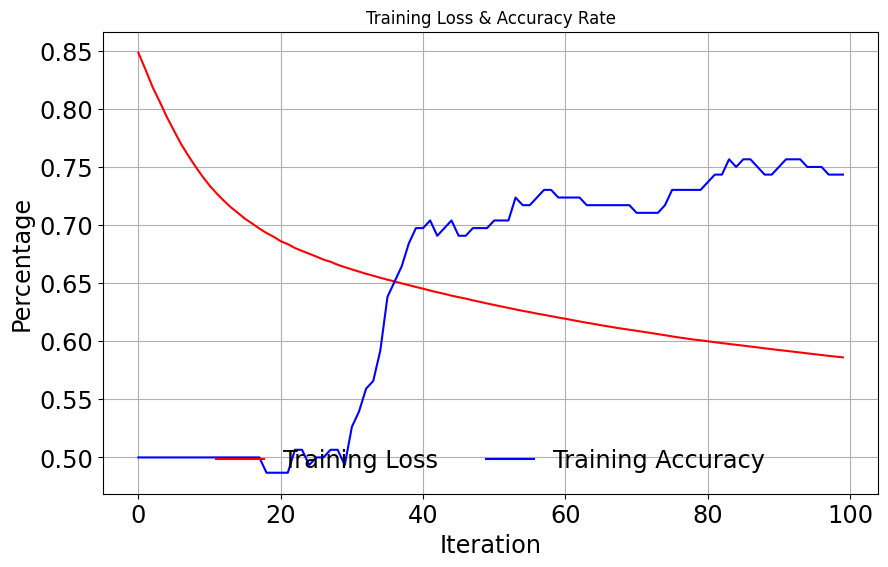 Training Loss & Accuracy Rate
Percentage
0.85
0.80
0.75
0.70
0.65
0.60
0.55
0.50
Training Loss Training Accuracy
0 20 40 60 80 100
Iteration